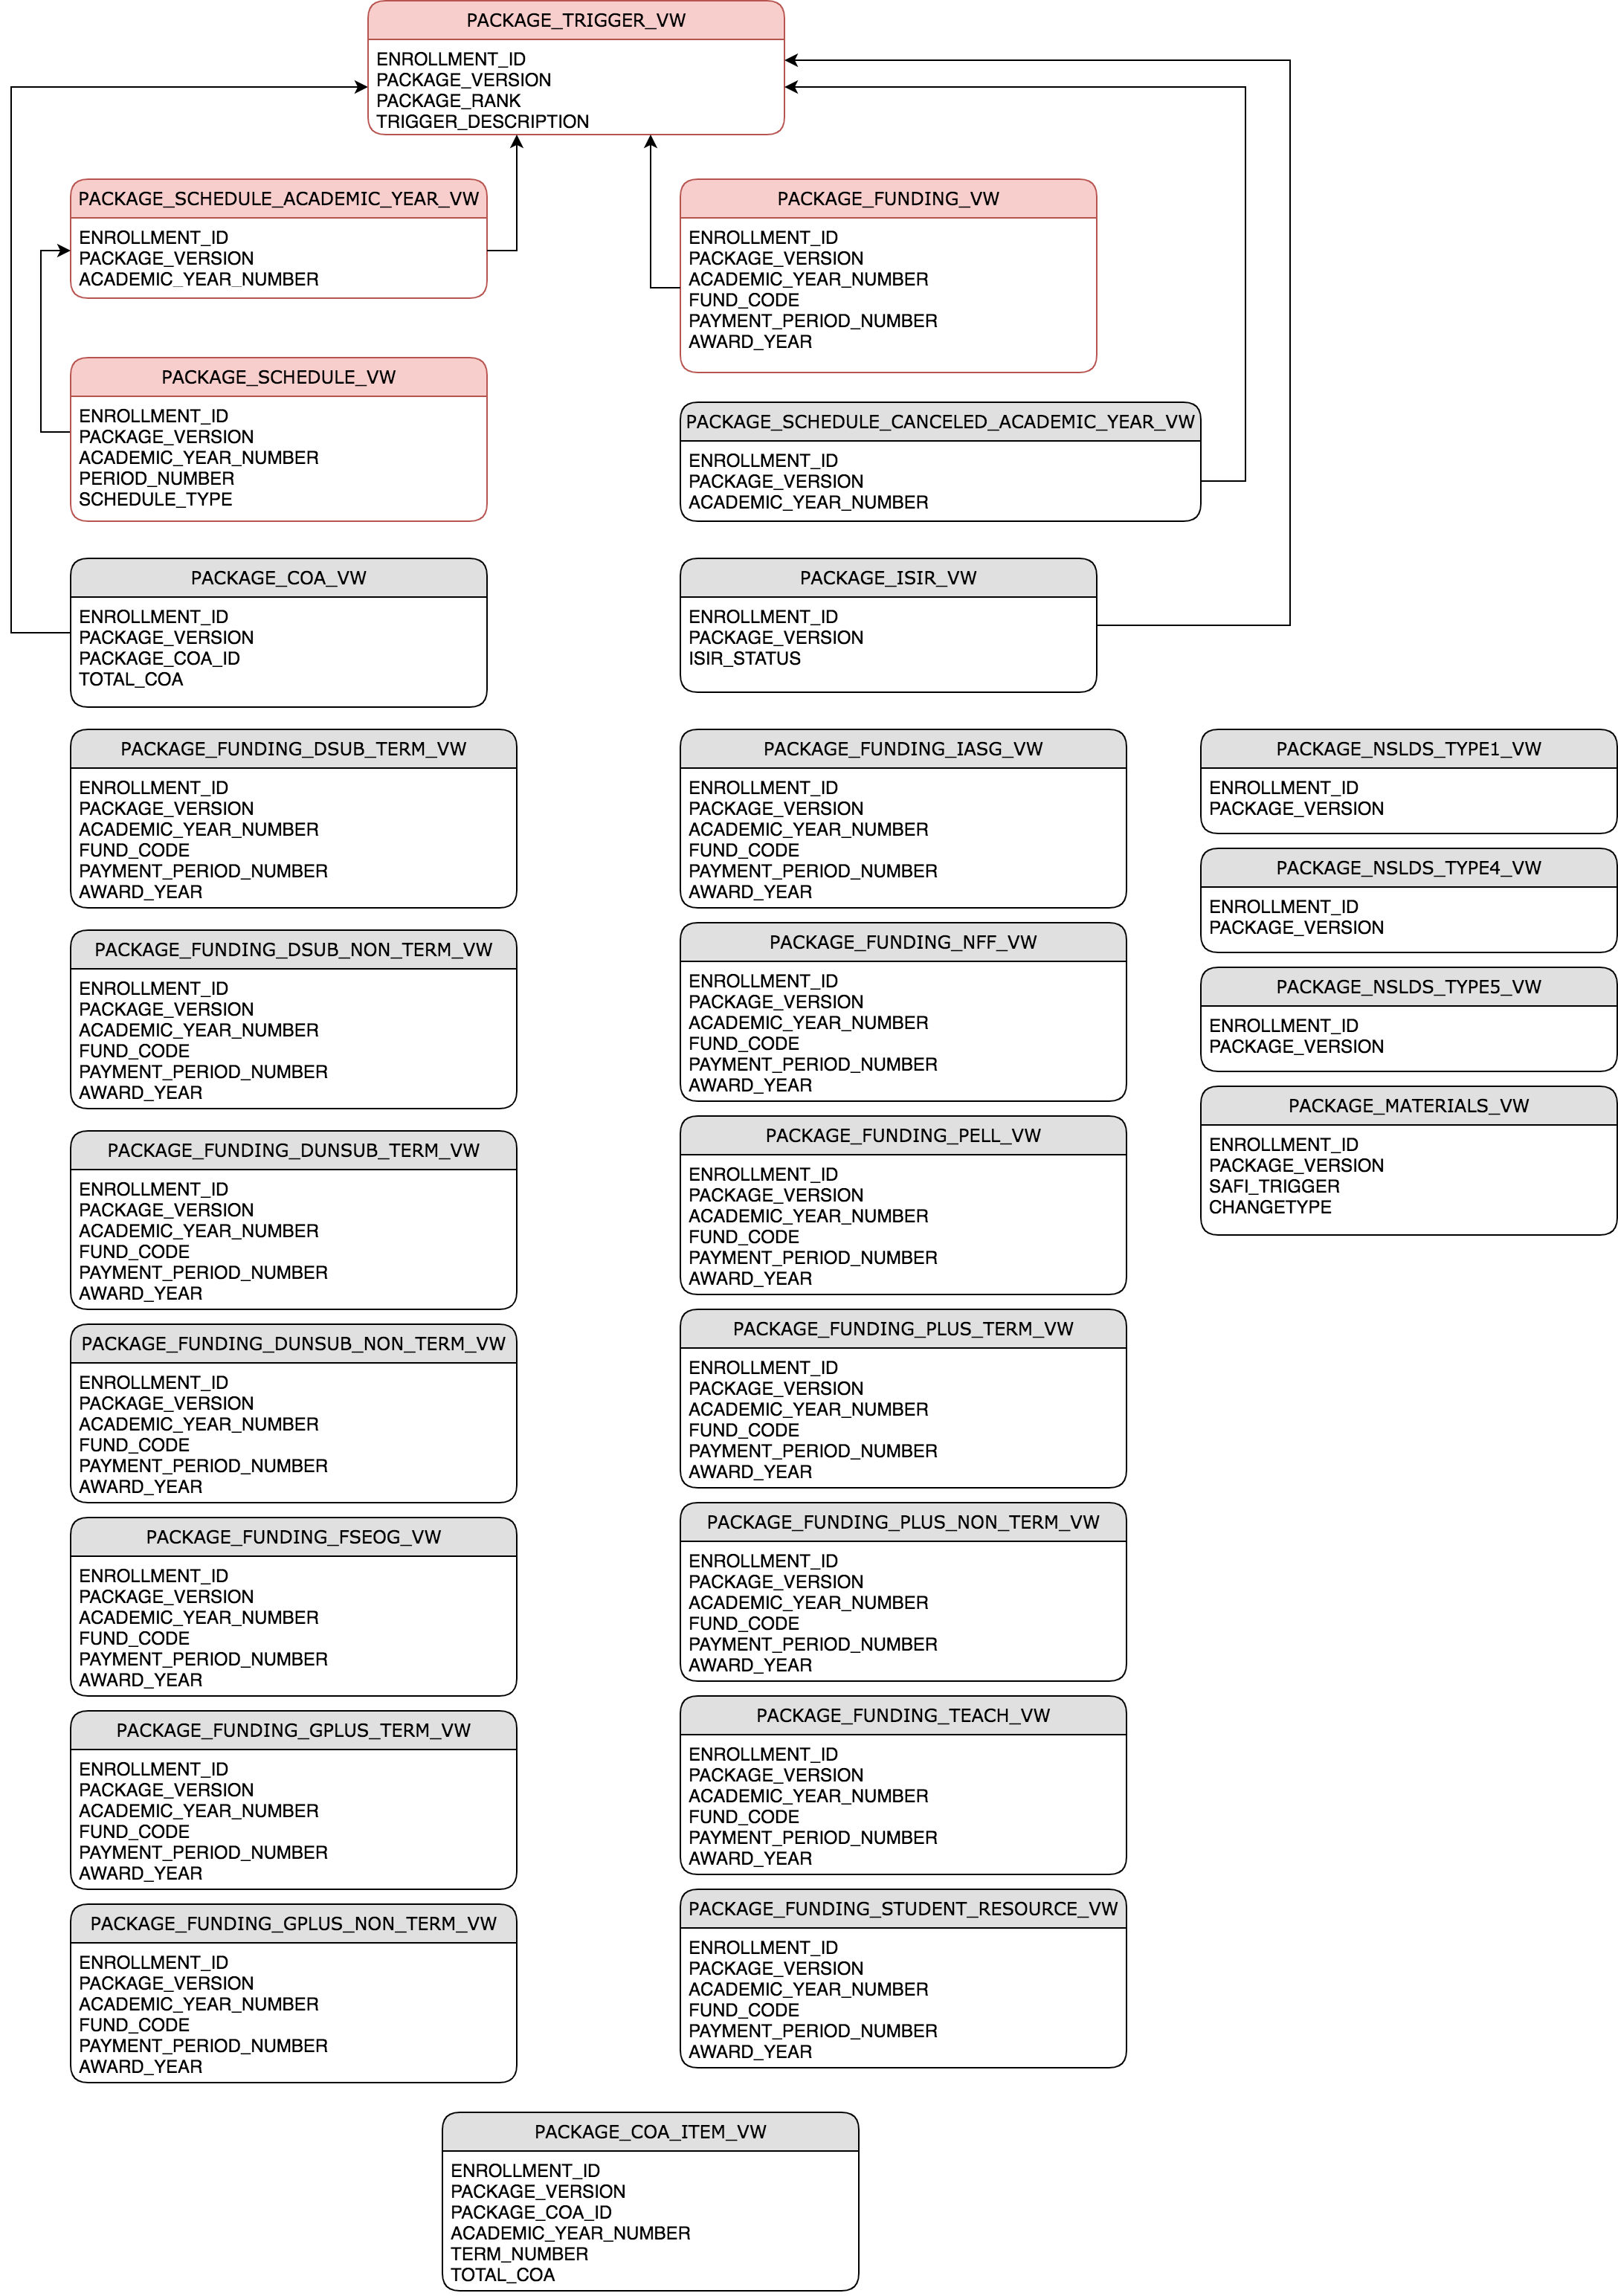 PACKAGE_TRIGGER_VW
ENROLLMENT_ID
PACKAGE_VERSION
PACKAGE_RANK
TRIGGER_DESCRIPTION
PACKAGE_SCHEDULE_ACADEMIC_YEAR_VW
ENROLLMENT_ID
PACKAGE_VERSION
ACADEMIC_YEAR_NUMBER
PACKAGE_FUNDING_VW
ENROLLMENT_ID
PACKAGE_VERSION
ACADEMIC_YEAR_NUMBER
FUND_CODE
PAYMENT_PERIOD_NUMBER
AWARD_YEAR
PACKAGE_SCHEDULE_VW
ENROLLMENT_ID
PACKAGE_VERSION
ACADEMIC_YEAR_NUMBER
PERIOD_NUMBER
SCHEDULE_TYPE
PACKAGE_SCHEDULE_CANCELED_ACADEMIC_YEAR_VW
ENROLLMENT_ID
PACKAGE_VERSION
ACADEMIC_YEAR_NUMBER
PACKAGE_COA_VW
ENROLLMENT_ID
PACKAGE_VERSION
PACKAGE_COA_ID
TOTAL_COA
PACKAGE_ISIR_VW
ENROLLMENT_ID
PACKAGE_VERSION
ISIR_STATUS
PACKAGE_FUNDING_DSUB_TERM_VW
ENROLLMENT_ID
PACKAGE_VERSION
ACADEMIC_YEAR_NUMBER
FUND_CODE
PAYMENT_PERIOD_NUMBER
AWARD_YEAR
PACKAGE_FUNDING_DSUB_NON_TERM_VW
ENROLLMENT_ID
PACKAGE_VERSION
ACADEMIC_YEAR_NUMBER
FUND_CODE
PAYMENT_PERIOD_NUMBER
AWARD_YEAR
PACKAGE_FUNDING_DUNSUB_TERM_VW
ENROLLMENT_ID
PACKAGE_VERSION
ACADEMIC_YEAR_NUMBER
FUND_CODE
PAYMENT_PERIOD_NUMBER
AWARD_YEAR
PACKAGE_FUNDING_DUNSUB_NON_TERM_VW
ENROLLMENT_ID
PACKAGE_VERSION
ACADEMIC_YEAR_NUMBER
FUND_CODE
PAYMENT_PERIOD_NUMBER
AWARD_YEAR
PACKAGE_FUNDING_FSEOG_VW
ENROLLMENT_ID
PACKAGE_VERSION
ACADEMIC_YEAR_NUMBER
FUND_CODE
PAYMENT_PERIOD_NUMBER
AWARD_YEAR
PACKAGE_FUNDING_GPLUS_TERM_VW
ENROLLMENT_ID
PACKAGE_VERSION
ACADEMIC_YEAR_NUMBER
FUND_CODE
PAYMENT_PERIOD_NUMBER
AWARD_YEAR
PACKAGE_FUNDING_GPLUS_NON_TERM_VW
ENROLLMENT_ID
PACKAGE_VERSION
ACADEMIC_YEAR_NUMBER
FUND_CODE
PAYMENT_PERIOD_NUMBER
AWARD_YEAR
PACKAGE_FUNDING_IASG_VW
ENROLLMENT_ID
PACKAGE_VERSION
ACADEMIC_YEAR_NUMBER
FUND_CODE
PAYMENT_PERIOD_NUMBER
AWARD_YEAR
PACKAGE_FUNDING_NFF_VW
ENROLLMENT_ID
PACKAGE_VERSION
ACADEMIC_YEAR_NUMBER
FUND_CODE
PAYMENT_PERIOD_NUMBER
AWARD_YEAR
PACKAGE_FUNDING_PELL_VW
ENROLLMENT_ID
PACKAGE_VERSION
ACADEMIC_YEAR_NUMBER
FUND_CODE
PAYMENT_PERIOD_NUMBER
AWARD_YEAR
PACKAGE_FUNDING_PLUS_TERM_VW
ENROLLMENT_ID
PACKAGE_VERSION
ACADEMIC_YEAR_NUMBER
FUND_CODE
PAYMENT_PERIOD_NUMBER
AWARD_YEAR
PACKAGE_FUNDING_PLUS_NON_TERM_VW
ENROLLMENT_ID
PACKAGE_VERSION
ACADEMIC_YEAR_NUMBER
FUND_CODE
PAYMENT_PERIOD_NUMBER
AWARD_YEAR
PACKAGE_FUNDING_TEACH_VW
ENROLLMENT_ID
PACKAGE_VERSION
ACADEMIC_YEAR_NUMBER
FUND_CODE
PAYMENT_PERIOD_NUMBER
AWARD_YEAR
PACKAGE_FUNDING_STUDENT_RESOURCE_VW
ENROLLMENT_ID
PACKAGE_VERSION
ACADEMIC_YEAR_NUMBER
FUND_CODE
PAYMENT_PERIOD_NUMBER
AWARD_YEAR
PACKAGE_NSLDS_TYPE1_VW
ENROLLMENT_ID
PACKAGE_VERSION
PACKAGE_NSLDS_TYPE4_VW
ENROLLMENT_ID
PACKAGE_VERSION
PACKAGE_NSLDS_TYPE5_VW
ENROLLMENT_ID
PACKAGE_VERSION
PACKAGE_MATERIALS_VW
ENROLLMENT_ID
PACKAGE_VERSION
SAFI_TRIGGER
CHANGETYPE
PACKAGE_COA_ITEM_VW
ENROLLMENT_ID
PACKAGE_VERSION
PACKAGE_COA_ID
ACADEMIC_YEAR_NUMBER
TERM_NUMBER
TOTAL_COA